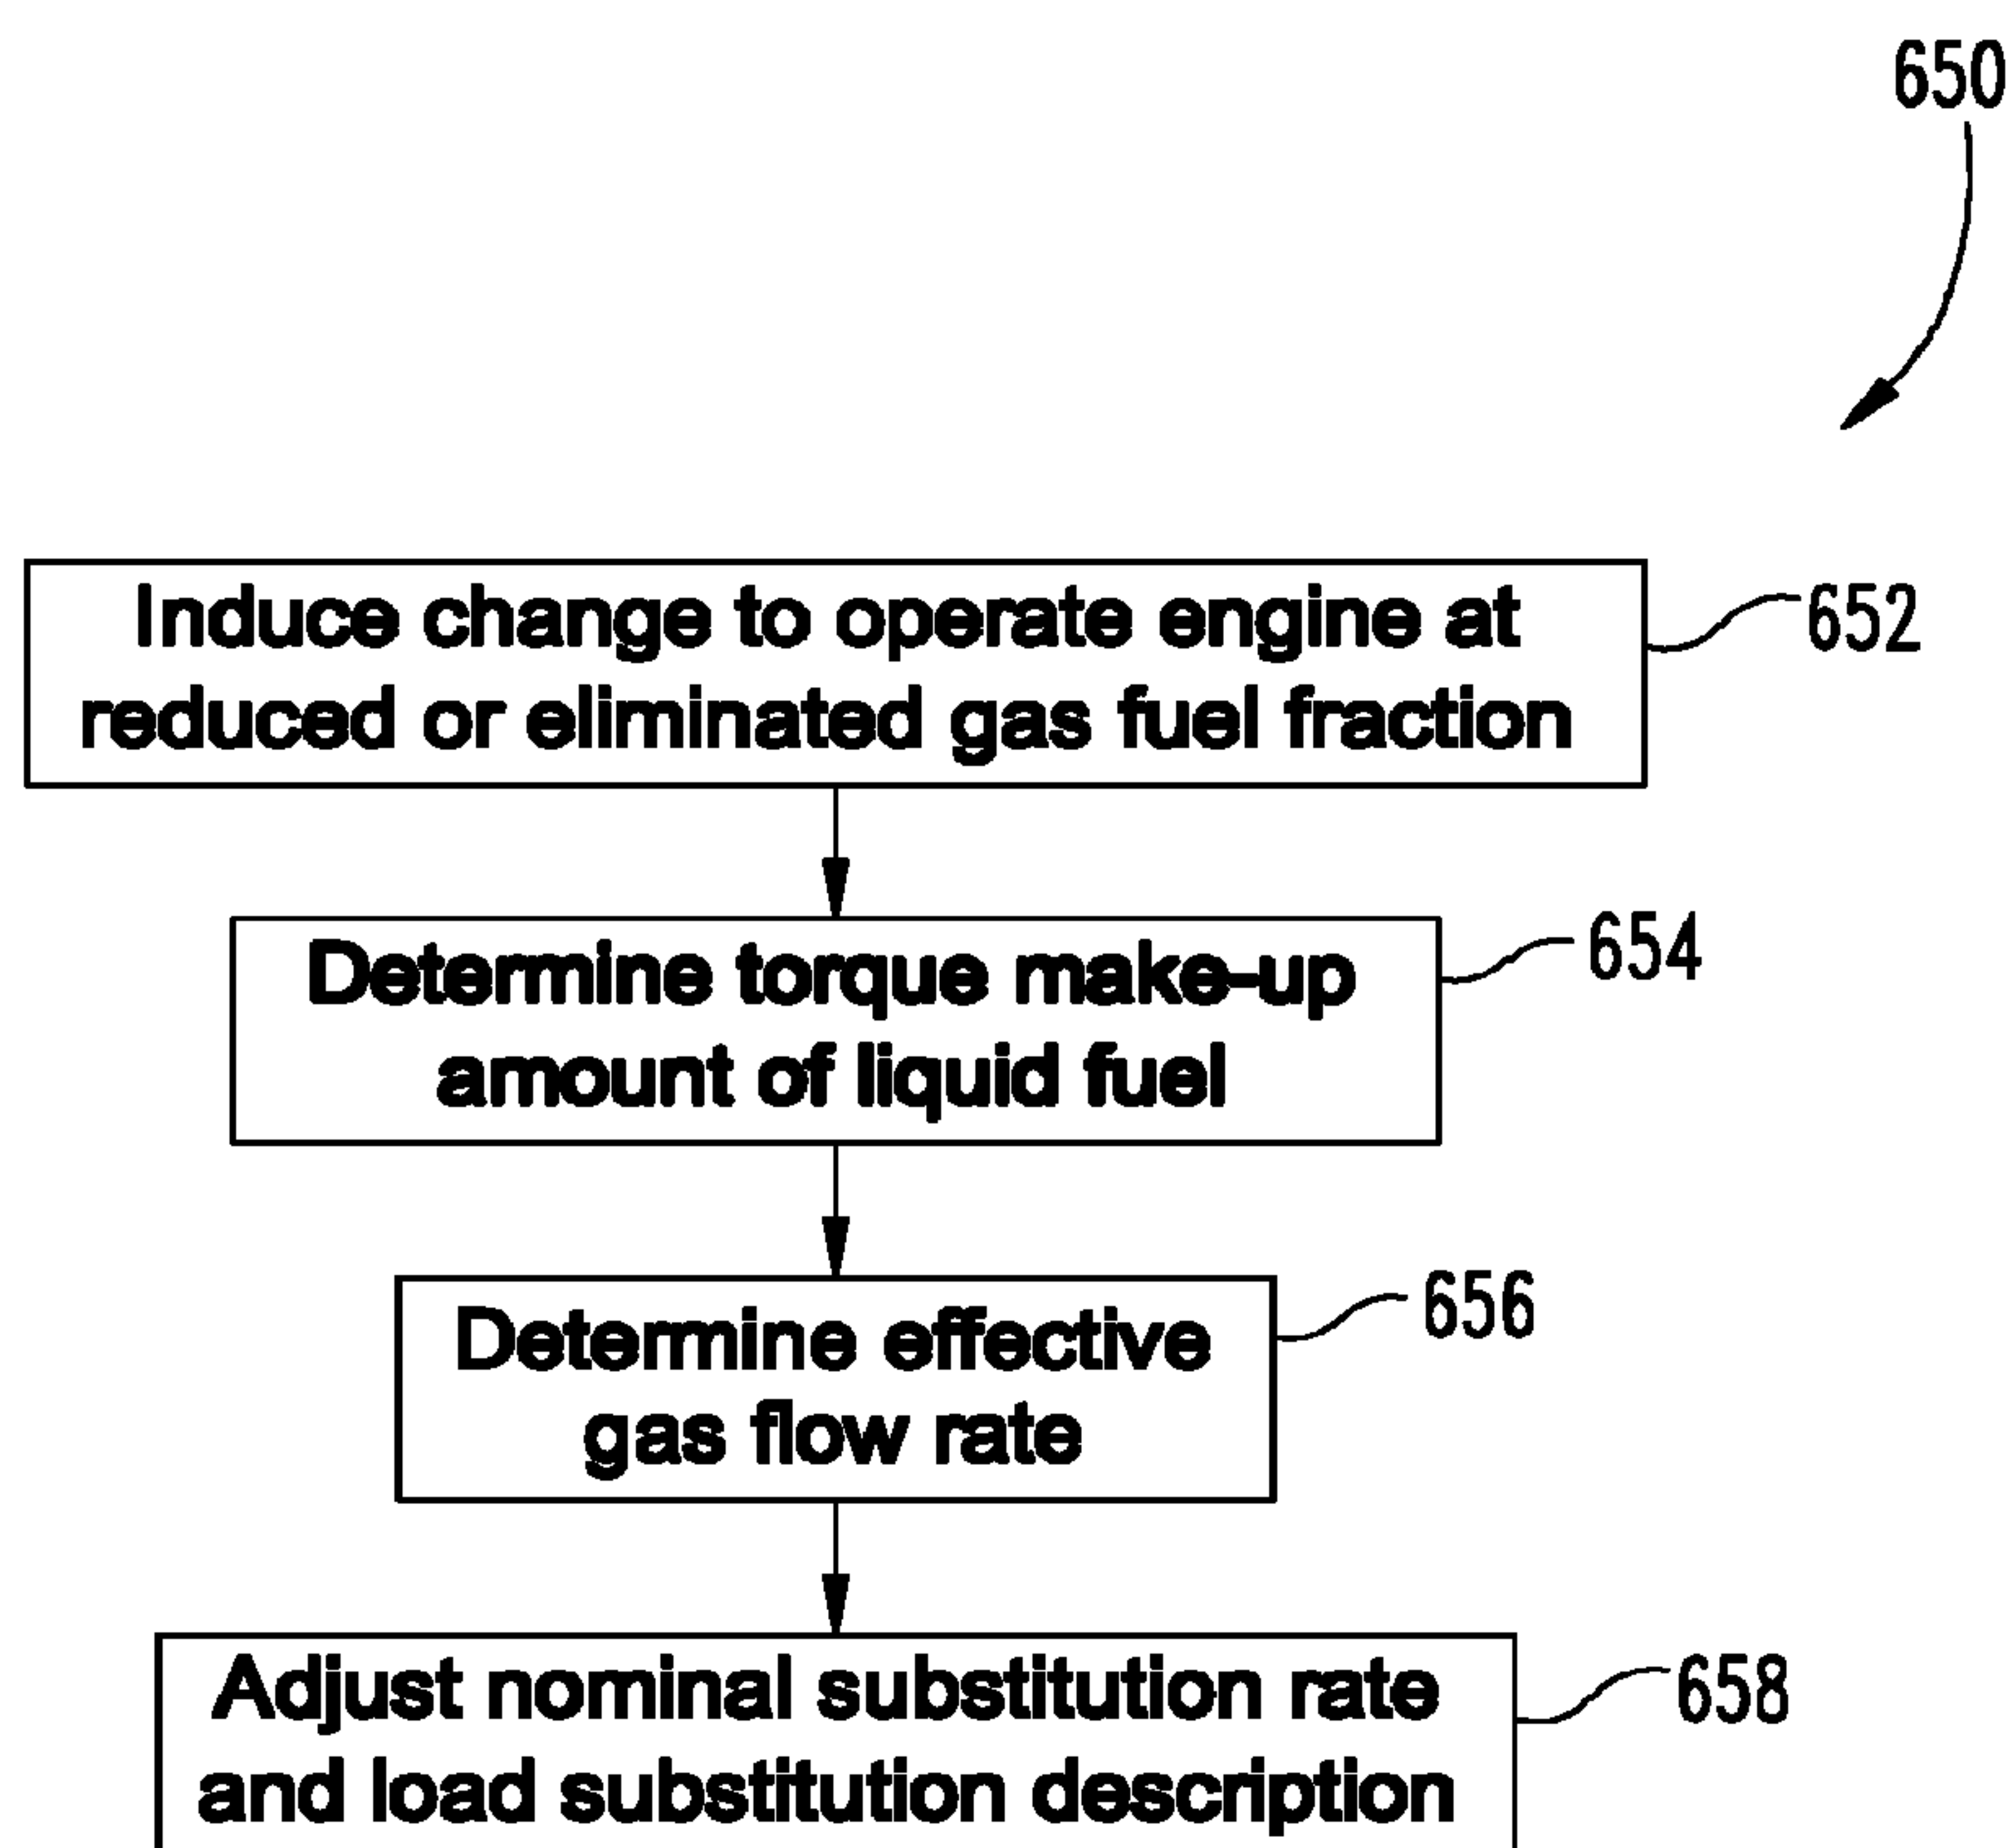 650
Induce change to operate engine at
reduced or eliminated gas fuel fraction
652
Determine torque make-up
amount of liquid fuel
654
Determine effective
gas flow rate
656
Adjust nominal substitution rate
and load substitution description
658